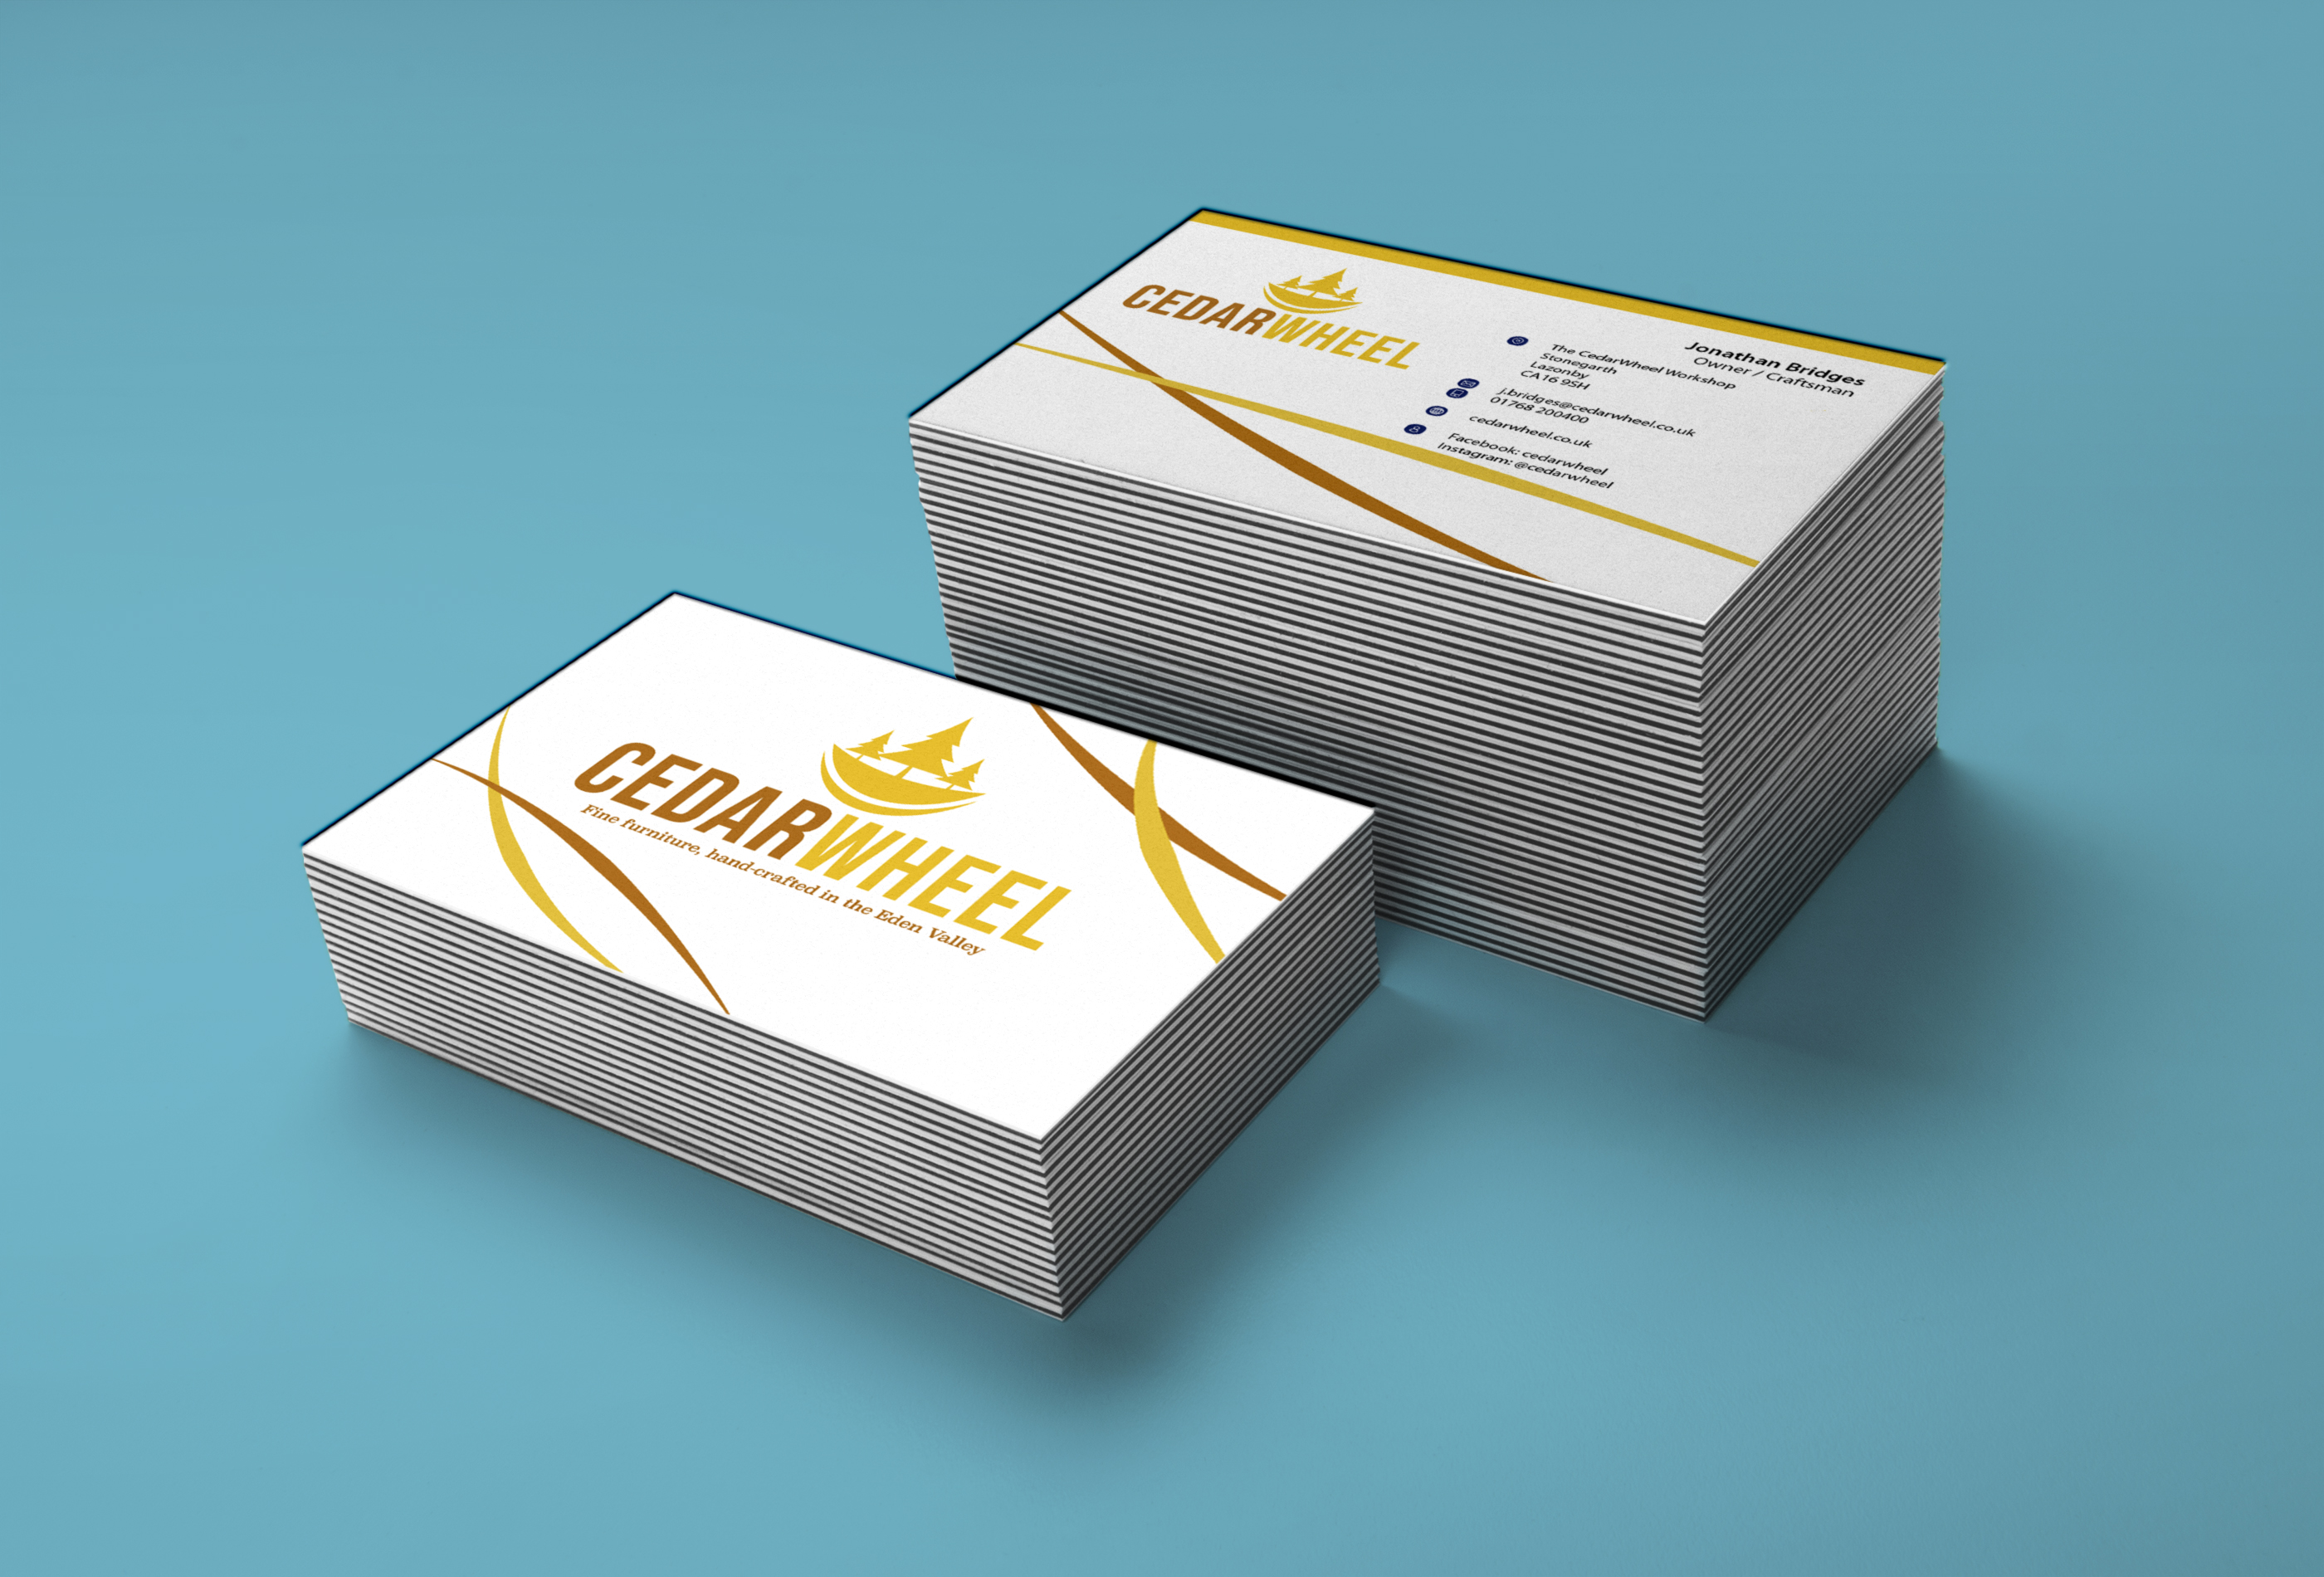 CEDARWHEEL
Jonathan Bridges
Owner / Craftsman
The CedarWheel Workshop
Stonegarth
Lazonby
CA16 9SH
j.bridges@cedarwheel.co.uk
01768 200400
cedarwheel.co.uk
Facebook: cedarwheel
Instagram: @cedarwheel
CEDARWHEEL
Fine furniture, hand-crafted in the Eden Valley